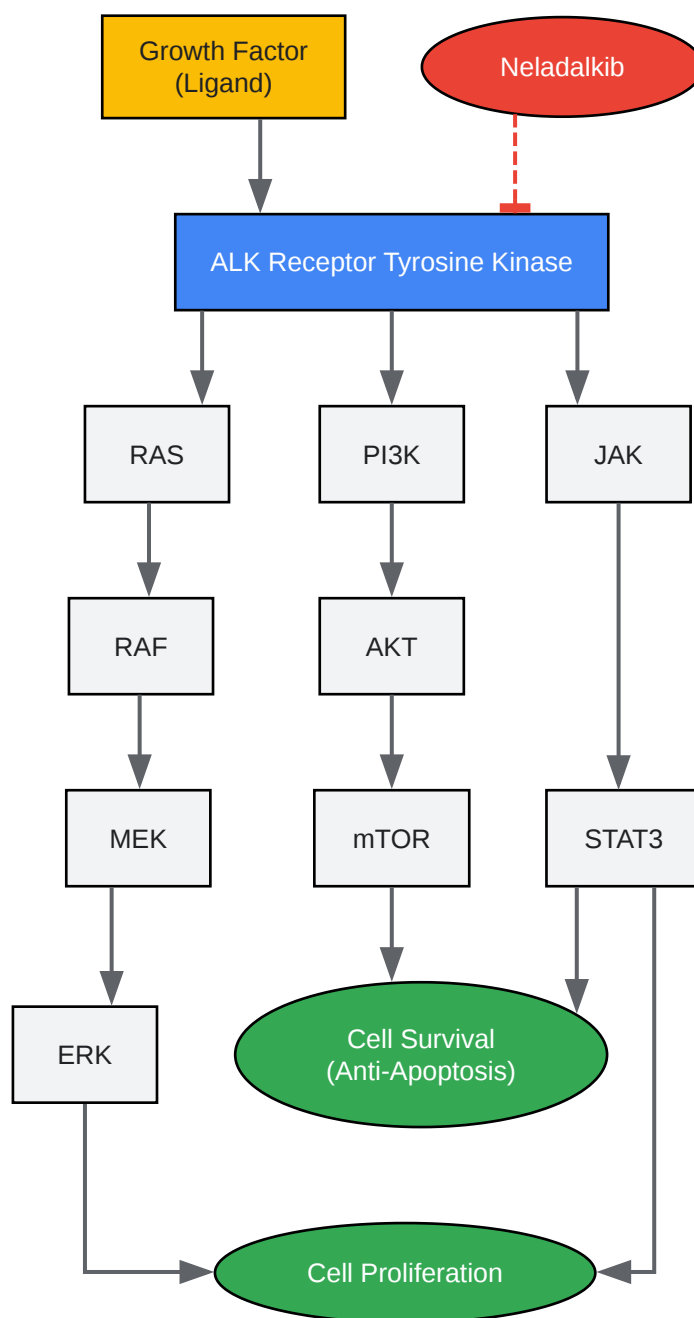 Growth Factor
(Ligand)
Neladalkib
ALK Receptor Tyrosine Kinase
RAS
PI3K
JAK
RAF
AKT
MEK
mTOR
STAT3
ERK
Cell Survival
(Anti-Apoptosis)
Cell Proliferation